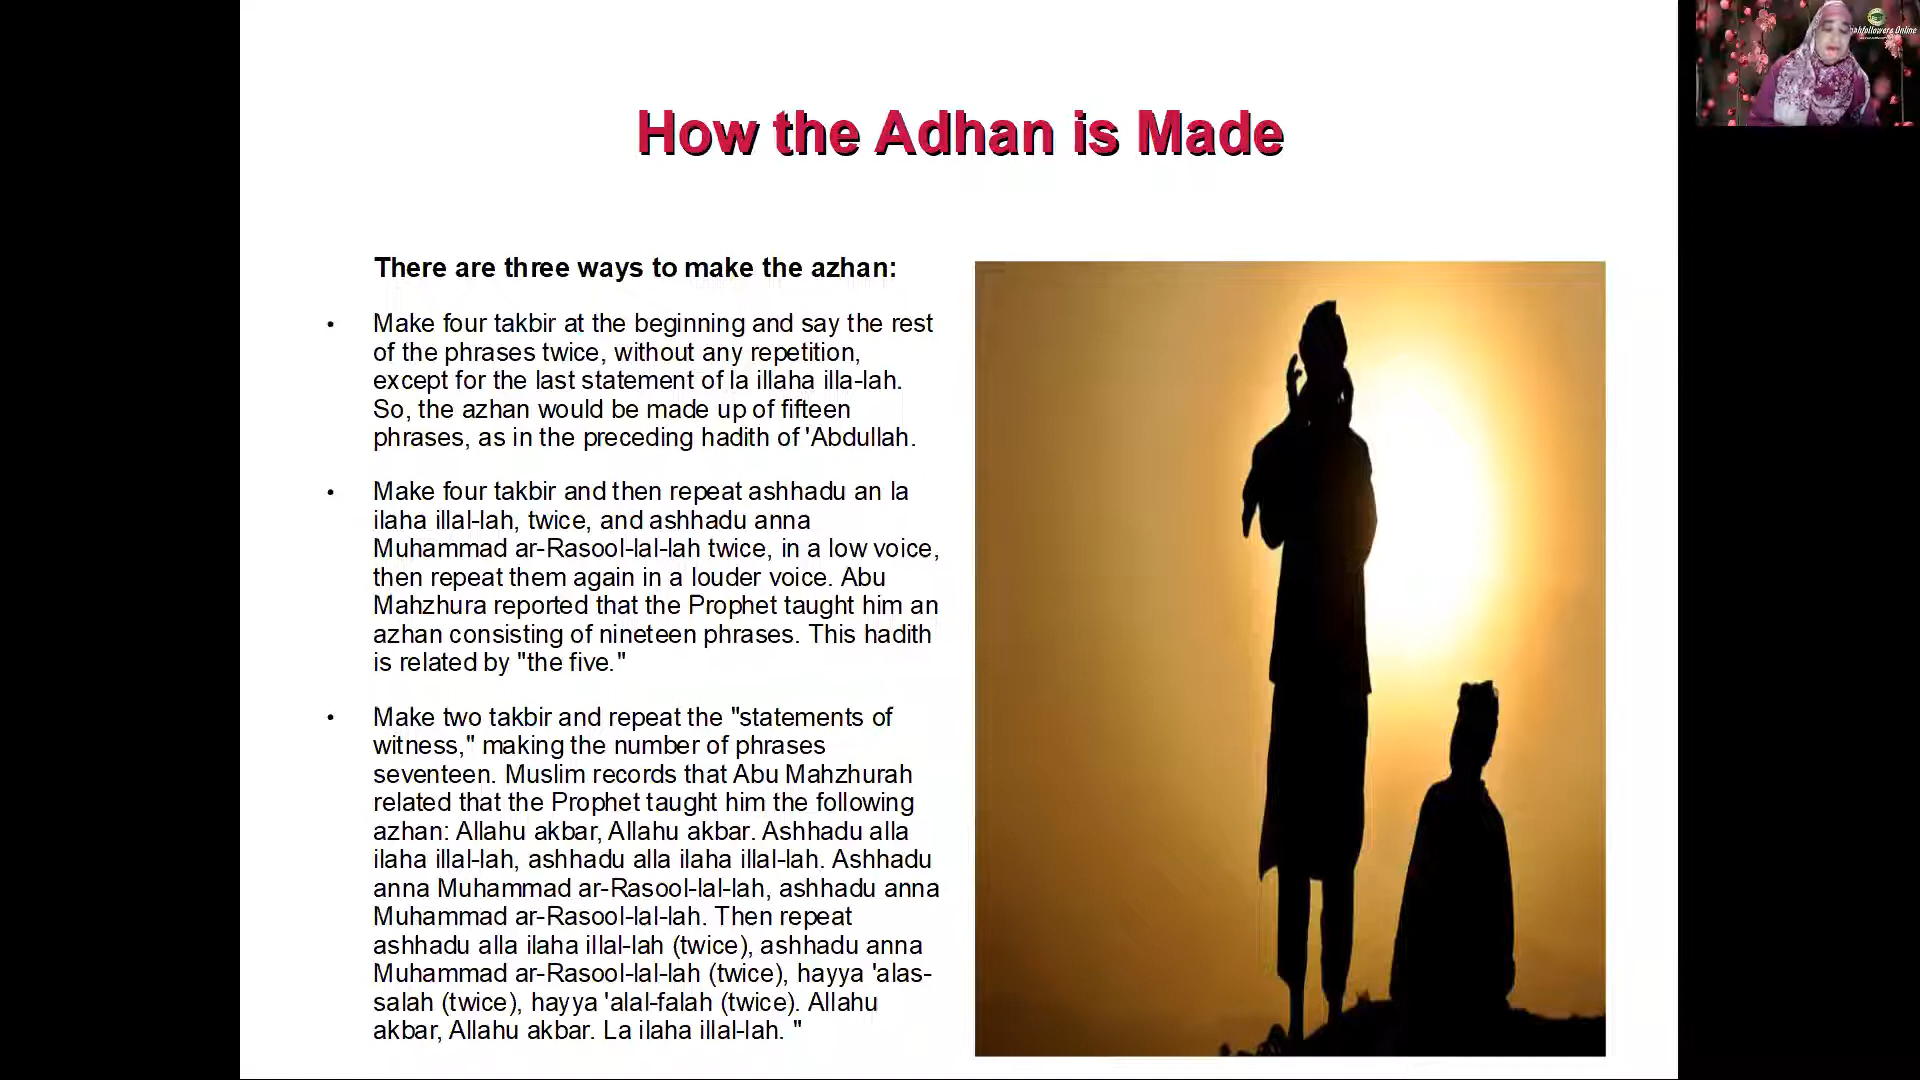 How the Adhan is Made
There are three ways to make the azhan:
• Make four takbir at the beginning and say the rest
of the phrases twice, without any repetition,
except for the last statement of la illaha illa-lah.
So, the azhan would be made up of fifteen
phrases, as in the preceding hadith of 'Abdullah.
• Make four takbir and then repeat ashhadu an la
ilaha illal-lah, twice, and ashhadu anna
Muhammad ar-Rasool-lal-lah twice, in a low voice,
then repeat them again in a louder voice. Abu
Mahzhura reported that the Prophet taught him an
azhan consisting of nineteen phrases. This hadith
is related by "the five."
• Make two takbir and repeat the "statements of
witness," making the number of phrases
seventeen. Muslim records that Abu Mahzhurah
related that the Prophet taught him the following
azhan: Allahu akbar, Allahu akbar. Ashhadu alla
ilaha illal-lah, ashhadu alla ilaha illal-lah. Ashhadu
anna Muhammad ar-Rasool-lal-lah, ashhadu anna
Muhammad ar-Rasool-lal-lah. Then repeat
ashhadu alla ilaha illal-lah (twice), ashhadu anna
Muhammad ar-Rasool-lal-lah (twice), hayya 'alas-
salah (twice), hayya 'alal-falah (twice). Allahu
akbar, Allahu akbar. La ilaha illal-lah. "
Online